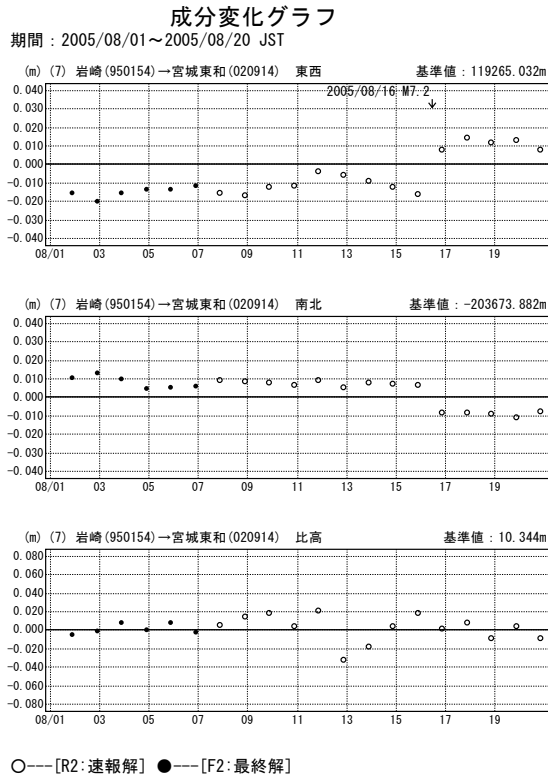 成分変化グラフ
期間：2005/08/01～2005/08/20 JST
(m) (7) 岩崎(950154)→宮城東和(020914) 東西 基準値：119265.032m
2005/08/16 M7.2
0.040
0.030
0.020
0.010
0.000
-0.010
-0.020
-0.030
-0.040
08/01 03 05 07 09 11 13 15 17 19
(m) (7) 岩崎(950154)→宮城東和(020914) 南北 基準値：-203673.882m
0.040
0.030
0.020
0.010
0.000
-0.010
-0.020
-0.030
-0.040
08/01 03 05 07 09 11 13 15 17 19
(m) (7) 岩崎(950154)→宮城東和(020914) 比高 基準値：10.344m
0.080
0.060
0.040
0.020
0.000
-0.020
-0.040
-0.060
-0.080
08/01 03 05 07 09 11 13 15 17 19
○---[R2:速報解] ●---[F2:最終解]